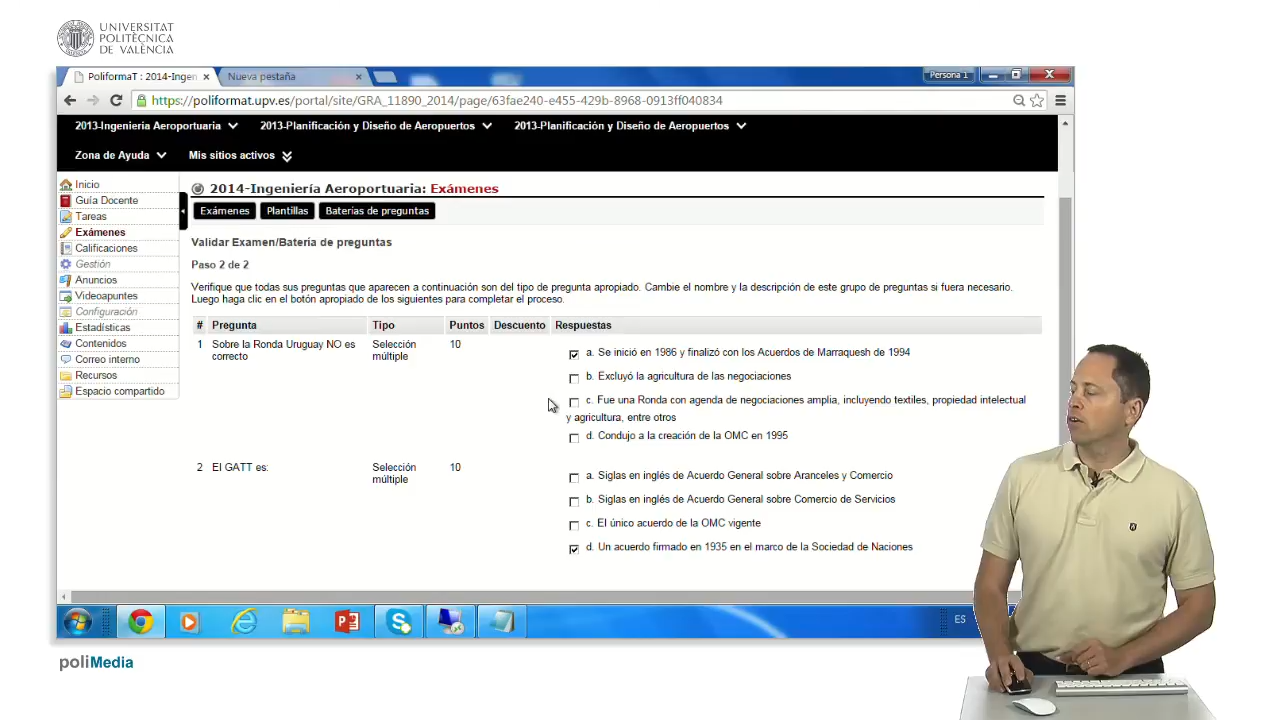 UNIVERSITAT
POLITÈCNICA
DE VALÈNCIA
PoliformaT : 2014-Ingen
Nueva pestaña
Persona 1
https://poliformat.upv.es/portal/site/GRA_11890_2014/page/63fae240-e455-429b-8968-0913ff040834
2013-Ingeniería Aeroportuaria
2013-Planificación y Diseño de Aeropuertos
2013-Planificación y Diseño de Aeropuertos
Zona de Ayuda
Mis sitios activos
Inicio
Guía Docente
Tareas
Exámenes
Calificaciones
Gestión
Anuncios
Videoapuntes
Configuración
Estadísticas
Contenidos
Correo interno
Recursos
Espacio compartido
2014-Ingeniería Aeroportuaria: Exámenes
Exámenes Plantillas Baterías de preguntas
Validar Examen/Batería de preguntas
Paso 2 de 2
Verifique que todas sus preguntas que aparecen a continuación son del tipo de pregunta apropiado. Cambie el nombre y la descripción de este grupo de preguntas si fuera necesario.
Luego haga clic en el botón apropiado de los siguientes para completar el proceso.
# Pregunta Tipo Puntos Descuento Respuestas
1 Sobre la Ronda Uruguay NO es
correcto
Selección
múltiple
10
a. Se inició en 1986 y finalizó con los Acuerdos de Marraquesh de 1994
b. Excluyó la agricultura de las negociaciones
c. Fue una Ronda con agenda de negociaciones amplia, incluyendo textiles, propiedad intelectual
y agricultura, entre otros
d. Condujo a la creación de la OMC en 1995
2 El GATT es:
Selección
múltiple
10
a. Siglas en inglés de Acuerdo General sobre Aranceles y Comercio
b. Siglas en inglés de Acuerdo General sobre Comercio de Servicios
c. El único acuerdo de la OMC vigente
d. Un acuerdo firmado en 1935 en el marco de la Sociedad de Naciones
ES
poliMedia